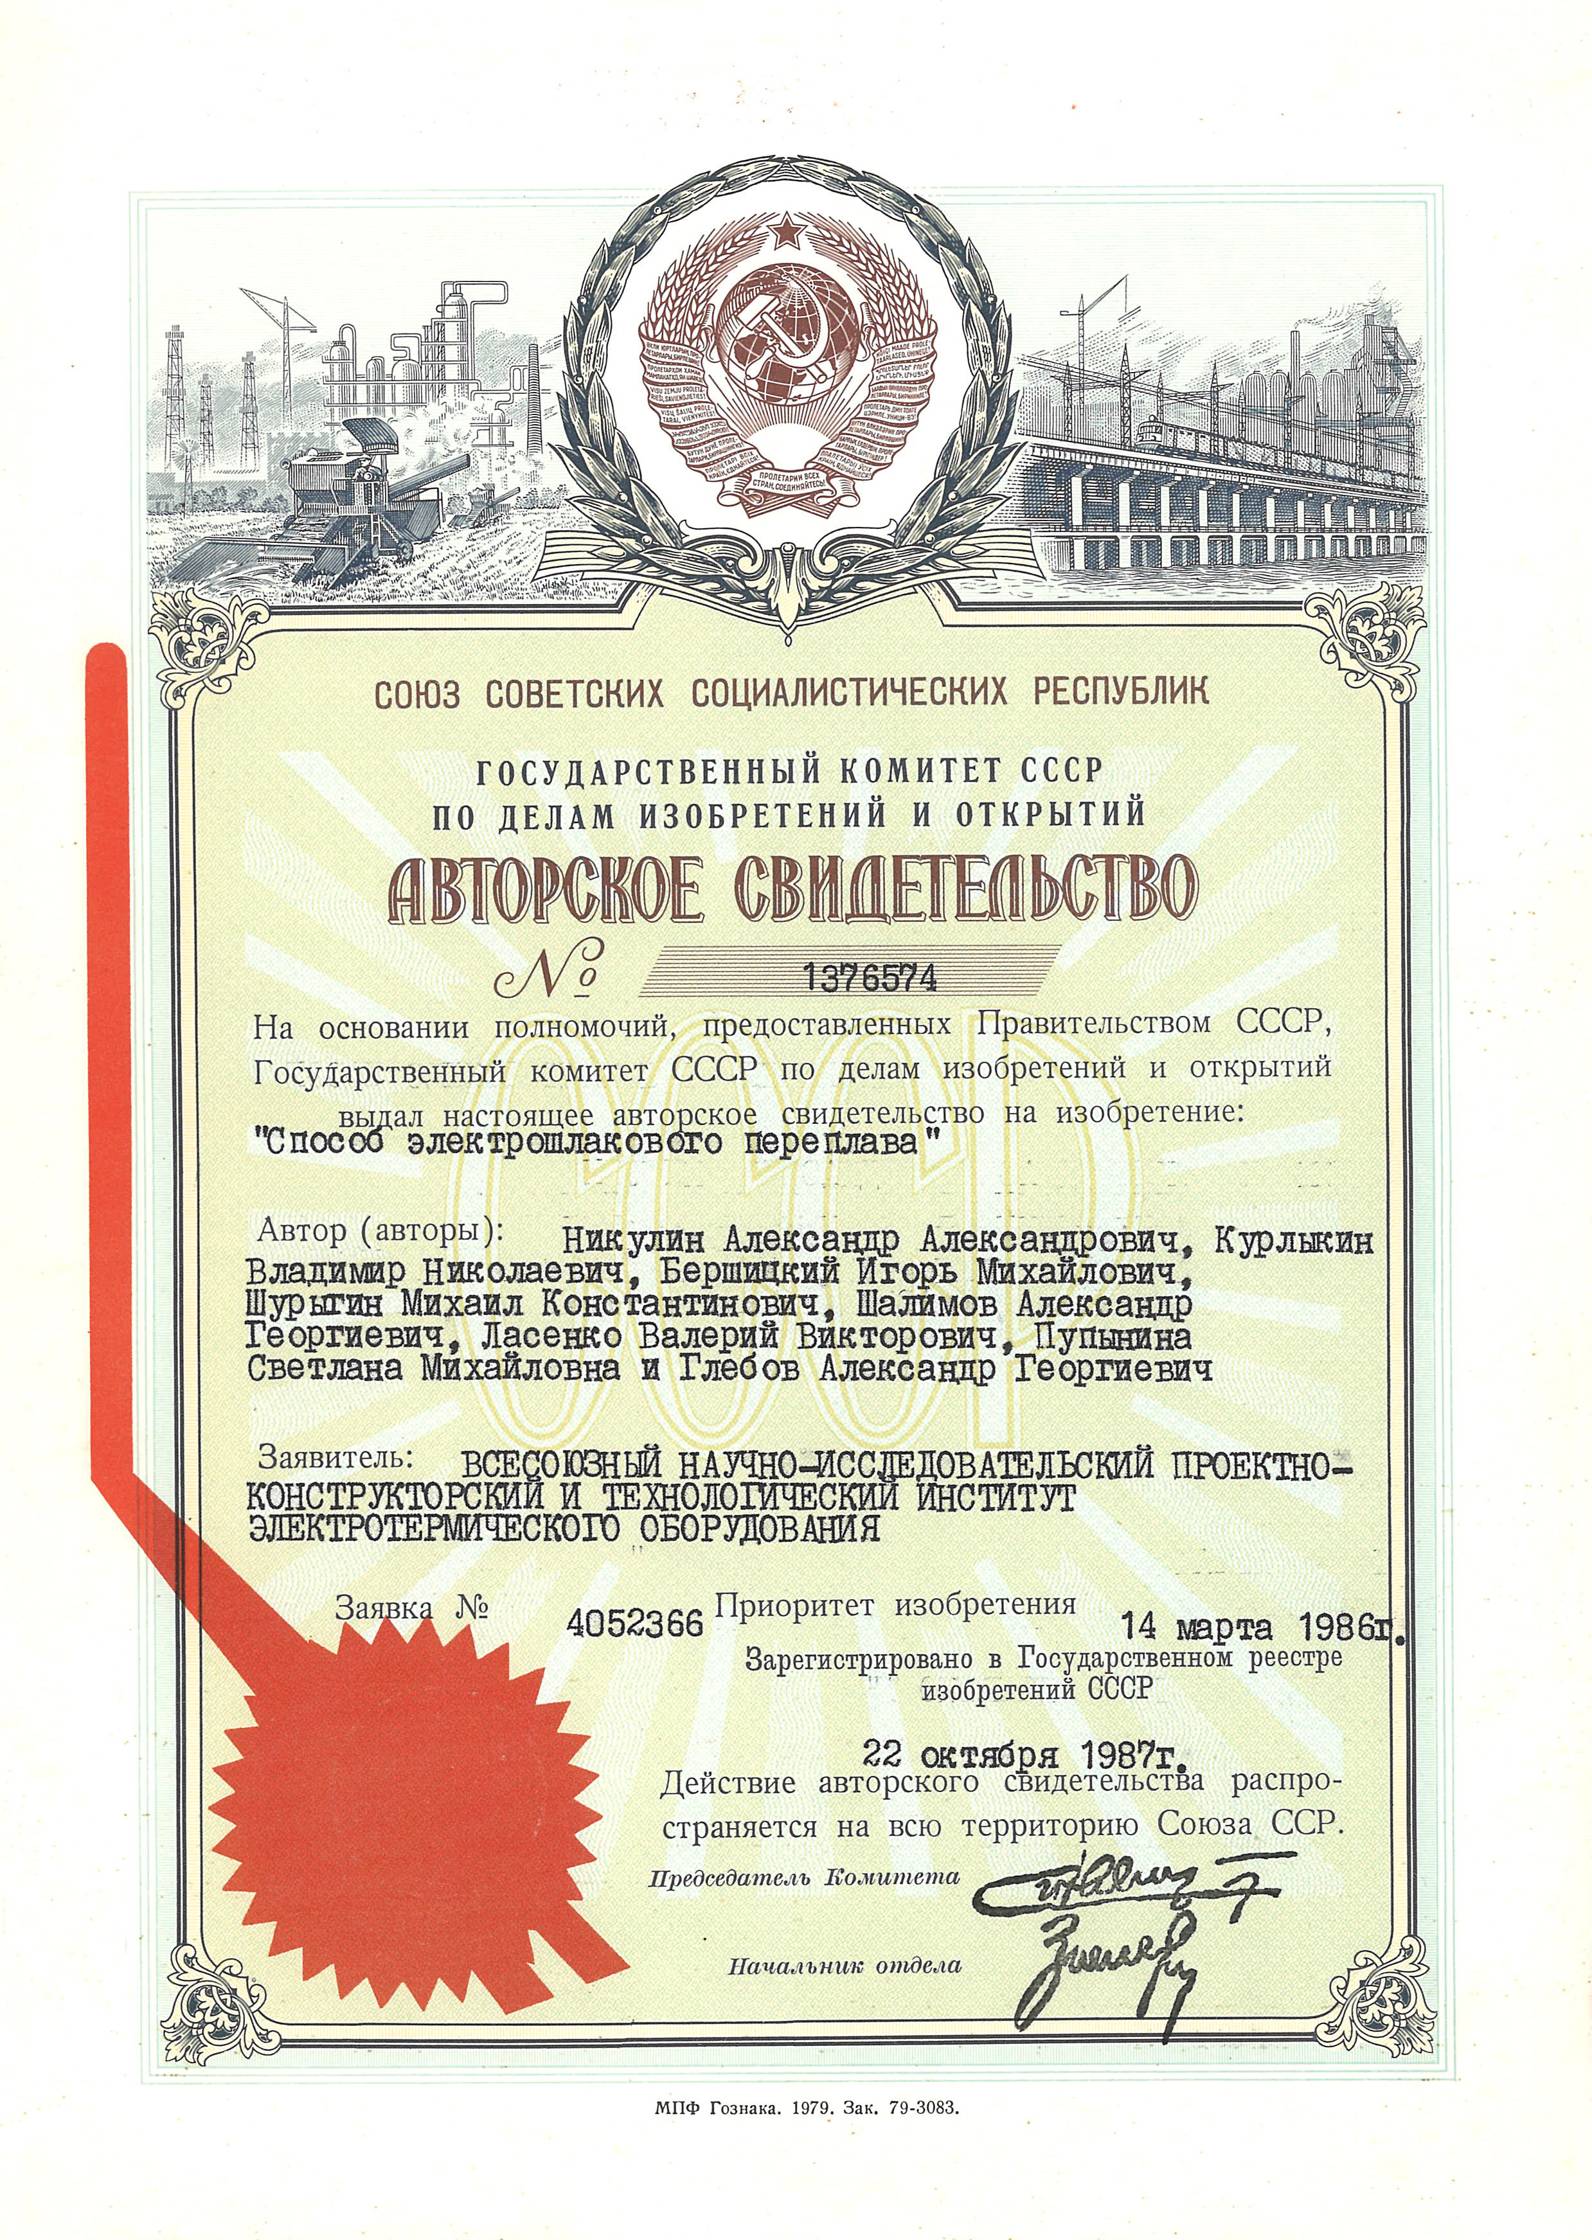 ПРОЛЕТАРИИ ВСЕХ
СТРАН, СОЕДИНЯЙТЕСЬ!
СОЮЗ СОВЕТСКИХ СОЦИАЛИСТИЧЕСКИХ РЕСПУБЛИК
ГОСУДАРСТВЕННЫЙ КОМИТЕТ СССР
ПО ДЕЛАМ ИЗОБРЕТЕНИЙ И ОТКРЫТИЙ
АВТОРСКОЕ СВИДЕТЕЛЬСТВО
№ 1376574
На основании полномочий, предоставленных Правительством СССР,
Государственный комитет СССР по делам изобретений и открытий
выдал настоящее авторское свидетельство на изобретение:
"Способ электрошлакового переплава"
Автор (авторы): Никулин Александр Александрович, Курлыкин
Владимир Николаевич, Бершицкий Игорь Михайлович,
Шурыгин Михаил Константинович, Шалимов Александр
Георгиевич, Ласенко Валерий Викторович, Пупынина
Светлана Михайловна и Глебов Александр Георгиевич
СССР
Заявитель: ВСЕСОЮЗНЫЙ НАУЧНО-ИССЛЕДОВАТЕЛЬСКИЙ ПРОЕКТНО-
КОНСТРУКТОРСКИЙ И ТЕХНОЛОГИЧЕСКИЙ ИНСТИТУТ
ЭЛЕКТРОТЕРМИЧЕСКОГО ОБОРУДОВАНИЯ
Заявка № 4052366 Приоритет изобретения 14 марта 1986г.
Зарегистрировано в Государственном реестре
изобретений СССР
22 октября 1987г.
Действие авторского свидетельства распро-
страняется на всю территорию Союза ССР.
Председатель Комитета
Начальник отдела
МПФ Гознака. 1979. Зак. 79-3083.